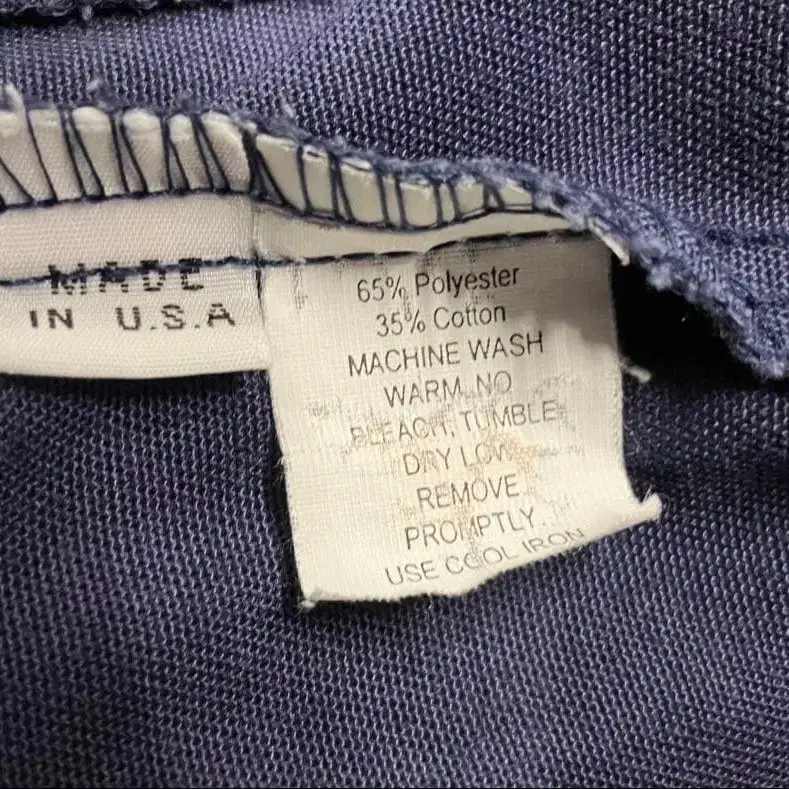 MADE
IN U.S.A
65% Polyester
35% Cotton
MACHINE WASH
WARM, NO
BLEACH, TUMBLE
DRY LOW
REMOVE
PROMPTLY
USE COOL IRON